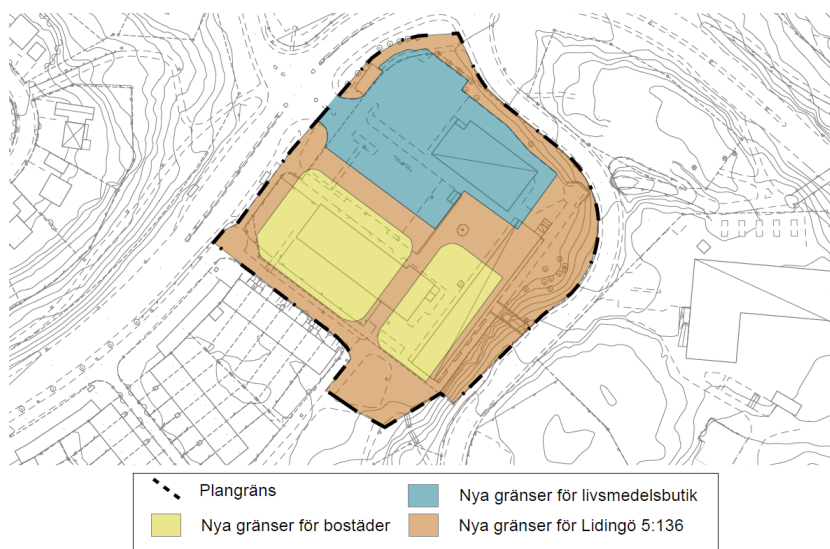 Plangräns
Nya gränser för livsmedelsbutik
Nya gränser för bostäder
Nya gränser för Lidingö 5:136